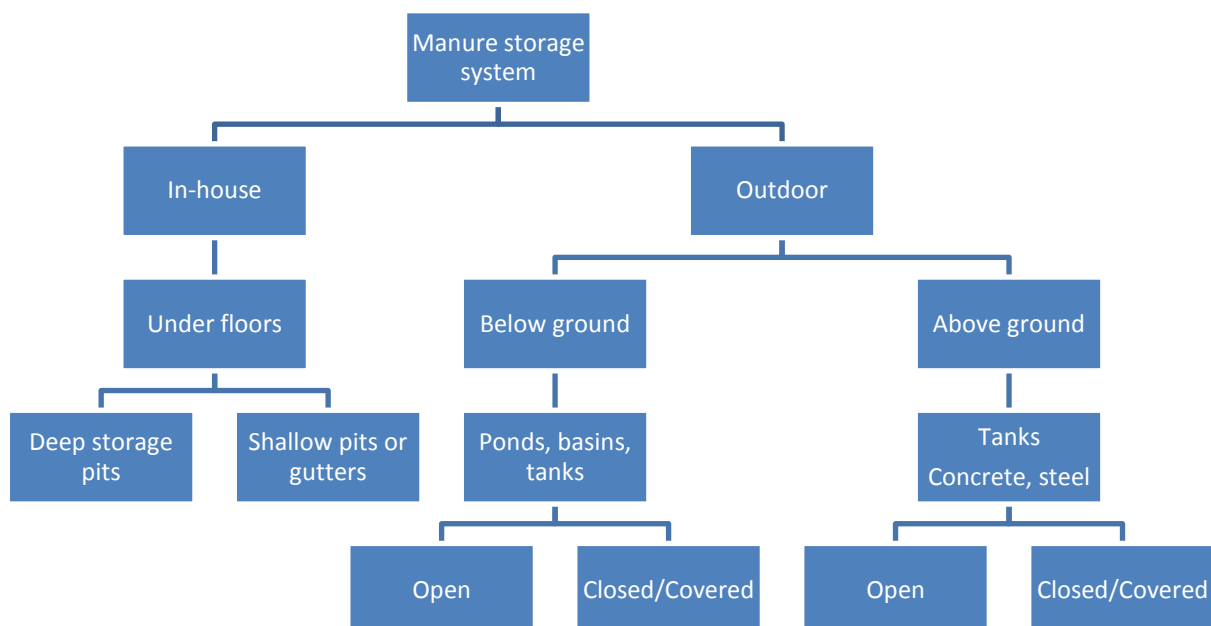 Manure storage
system
In-house
Outdoor
Under floors
Below ground
Above ground
Deep storage
pits
Shallow pits or
gutters
Ponds, basins,
tanks
Tanks
Concrete, steel
Open
Closed/Covered
Open
Closed/Covered